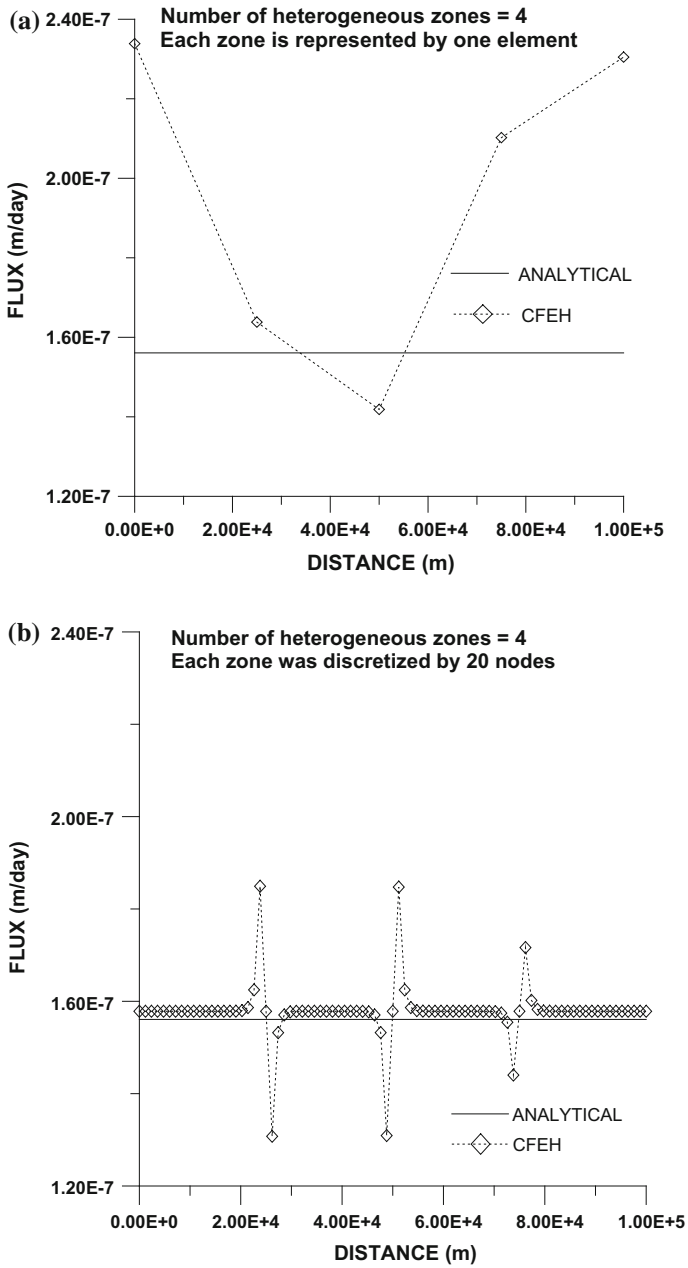 (a)
Number of heterogeneous zones = 4
Each zone is represented by one element
2.40E-7
2.00E-7
1.60E-7
1.20E-7
FLUX (m/day)
ANALYTICAL
CFEH
0.00E+0 2.00E+4 4.00E+4 6.00E+4 8.00E+4 1.00E+5
DISTANCE (m)
(b)
Number of heterogeneous zones = 4
Each zone was discretized by 20 nodes
2.40E-7
2.00E-7
1.60E-7
1.20E-7
FLUX (m/day)
ANALYTICAL
CFEH
0.00E+0 2.00E+4 4.00E+4 6.00E+4 8.00E+4 1.00E+5
DISTANCE (m)